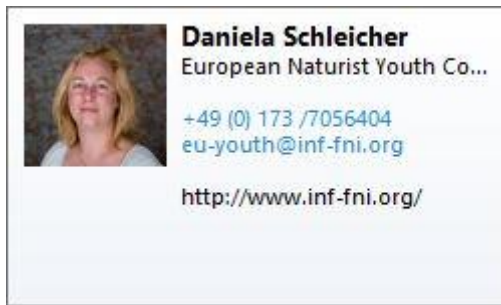 Daniela Schleicher
European Naturist Youth Co...
+49 (0) 173 /7056404
eu-youth@inf-fni.org
http://www.inf-fni.org/